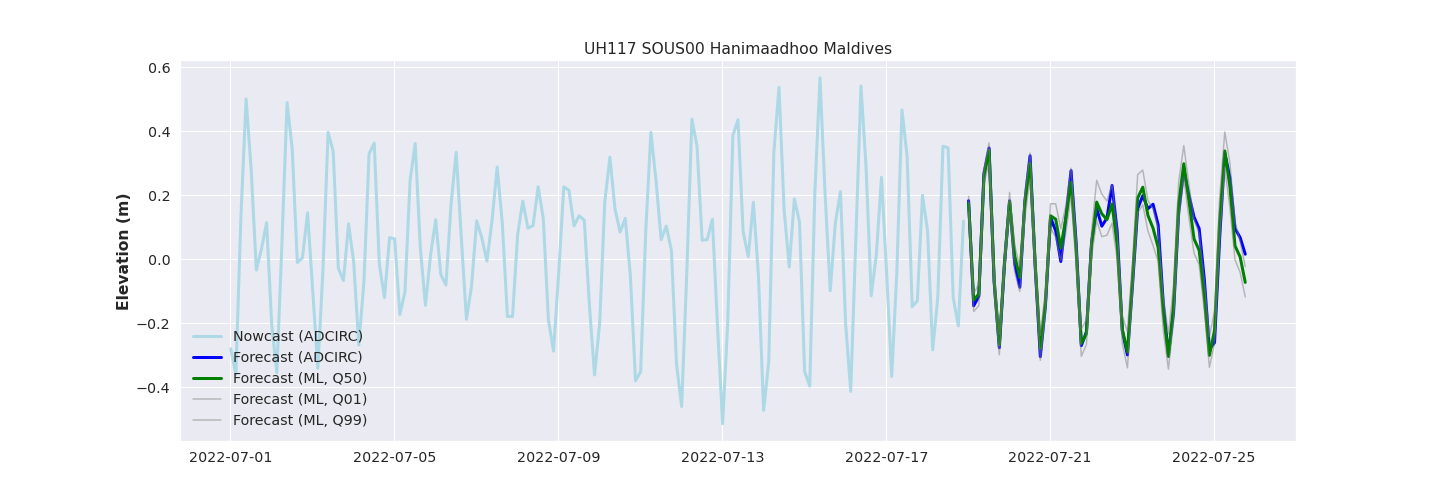 UH117 SOUS00 Hanimaadhoo Maldives
Elevation (m)
0.6
0.4
0.2
0.0
−0.2
−0.4
Nowcast (ADCIRC)
Forecast (ADCIRC)
Forecast (ML, Q50)
Forecast (ML, Q01)
Forecast (ML, Q99)
2022-07-01 2022-07-05 2022-07-09 2022-07-13 2022-07-17 2022-07-21 2022-07-25